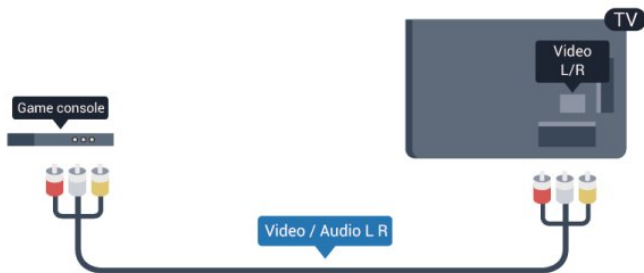 TV
Video
L/R
Game console
Video / Audio L R